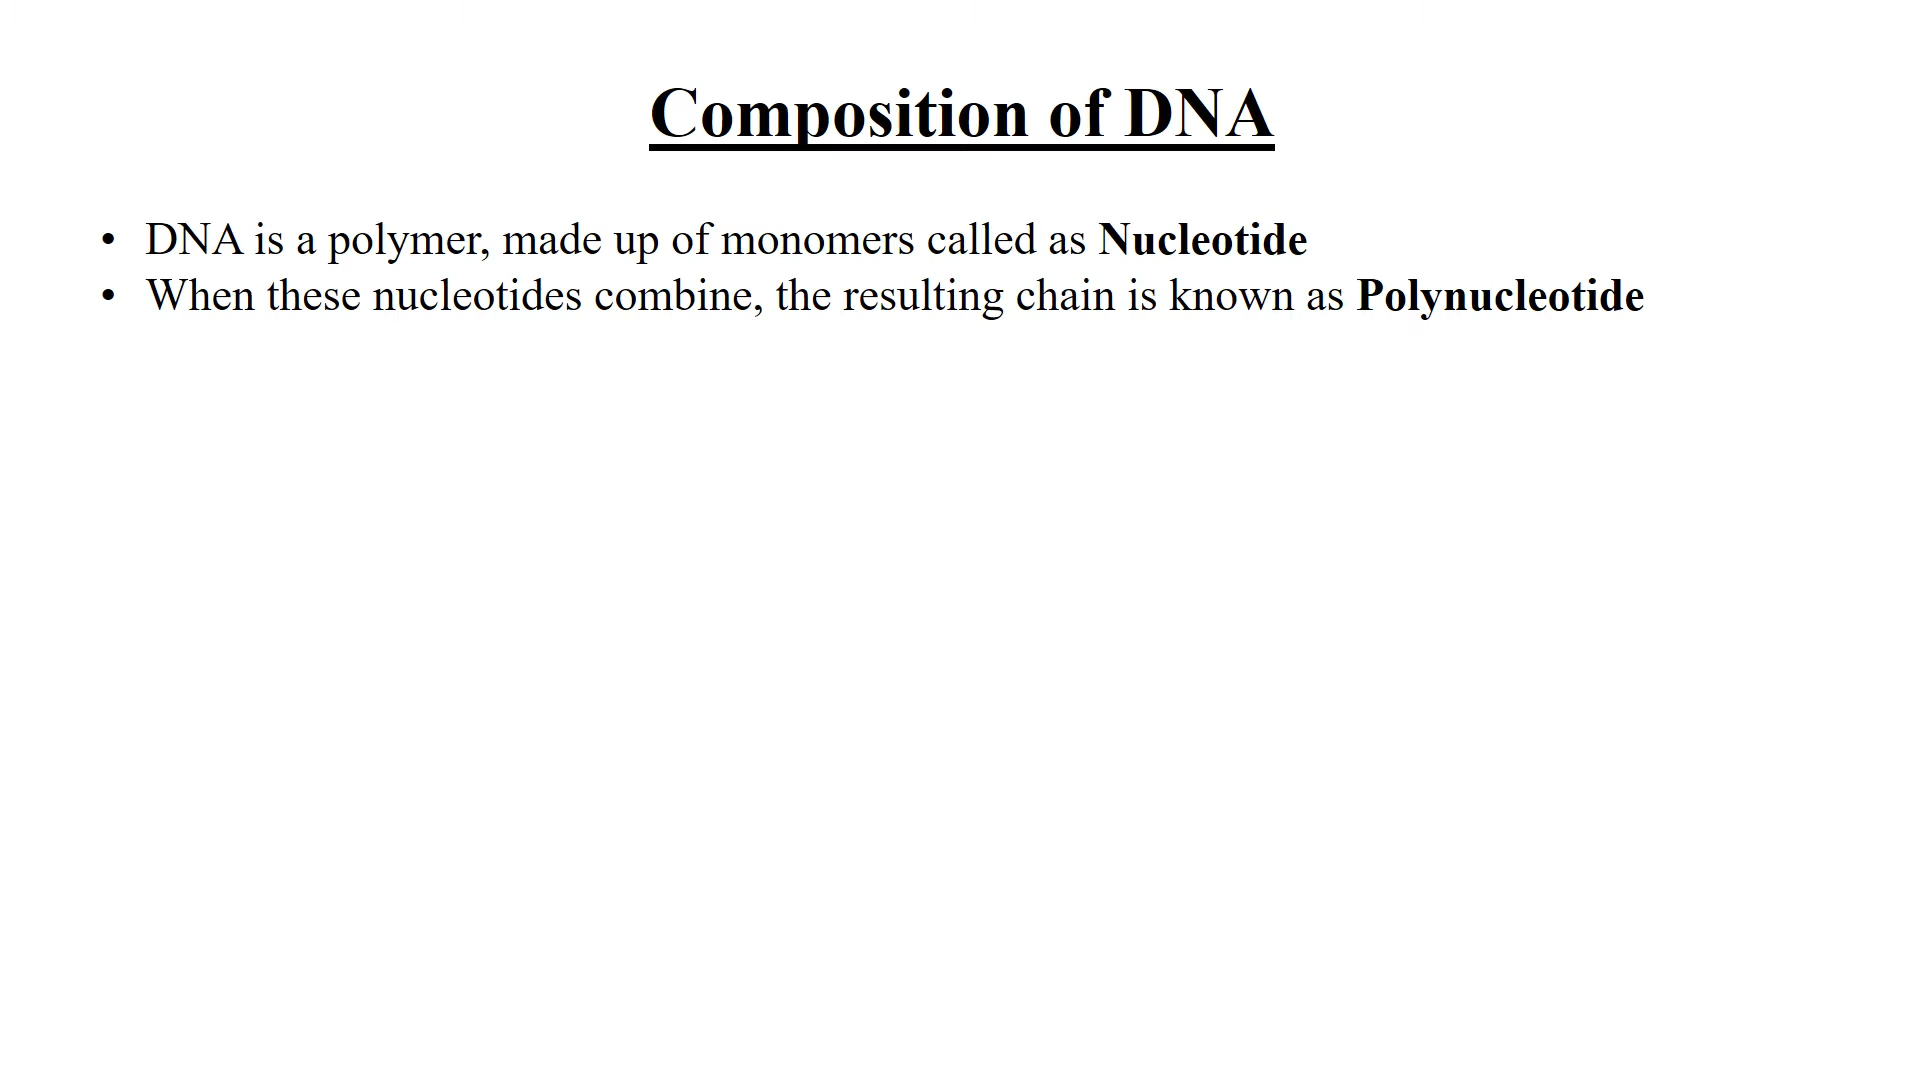 Composition of DNA
• DNA is a polymer, made up of monomers called as Nucleotide
• When these nucleotides combine, the resulting chain is known as Polynucleotide